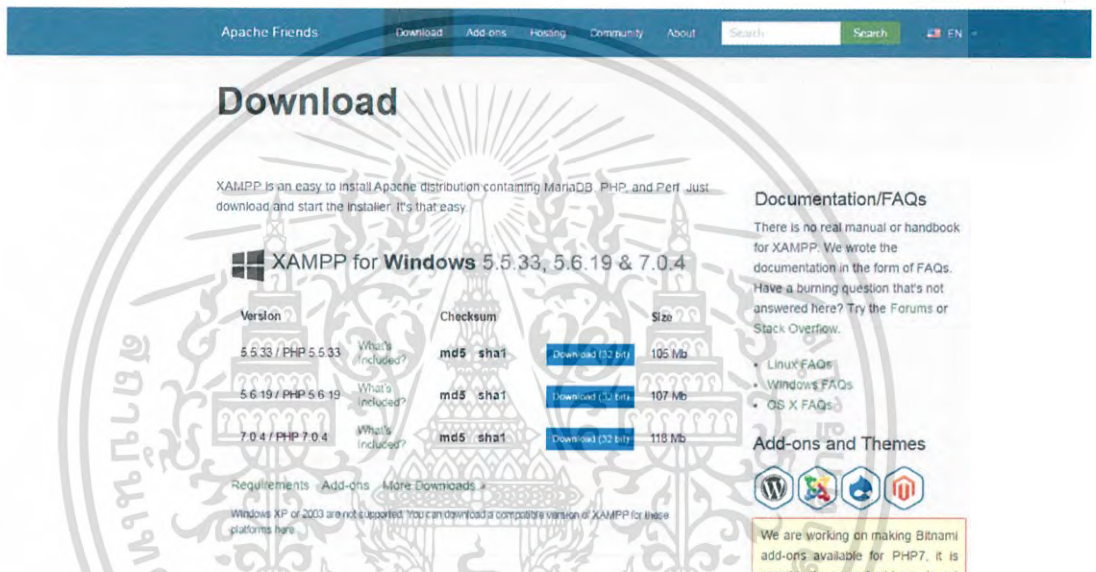 Apache Friends Download Add-ons Hosting Community About Search Search EN
Download
XAMPP is an easy to install Apache distribution containing MariaDB, PHP, and Perl. Just
download and start the installer. It's that easy.
XAMPP for Windows 5.5.33, 5.6.19 & 7.0.4
Version Checksum Size
5.5.33 / PHP 5.5.33 What's Included? md5 sha1 Download (32 bit) 105 Mb
5.6.19 / PHP 5.6.19 What's Included? md5 sha1 Download (32 bit) 107 Mb
7.0.4 / PHP 7.0.4 What's Included? md5 sha1 Download (32 bit) 118 Mb
Requirements Add-ons More Downloads »
Windows XP or 2003 are not supported. You can download a compatible version of XAMPP for these
platforms here.
Documentation/FAQs
There is no real manual or handbook
for XAMPP. We wrote the
documentation in the form of FAQs.
Have a burning question that's not
answered here? Try the Forums or
Stack Overflow.
• Linux FAQs
• Windows FAQs
• OS X FAQs
Add-ons and Themes
We are working on making Bitnami
add-ons available for PHP7, it is